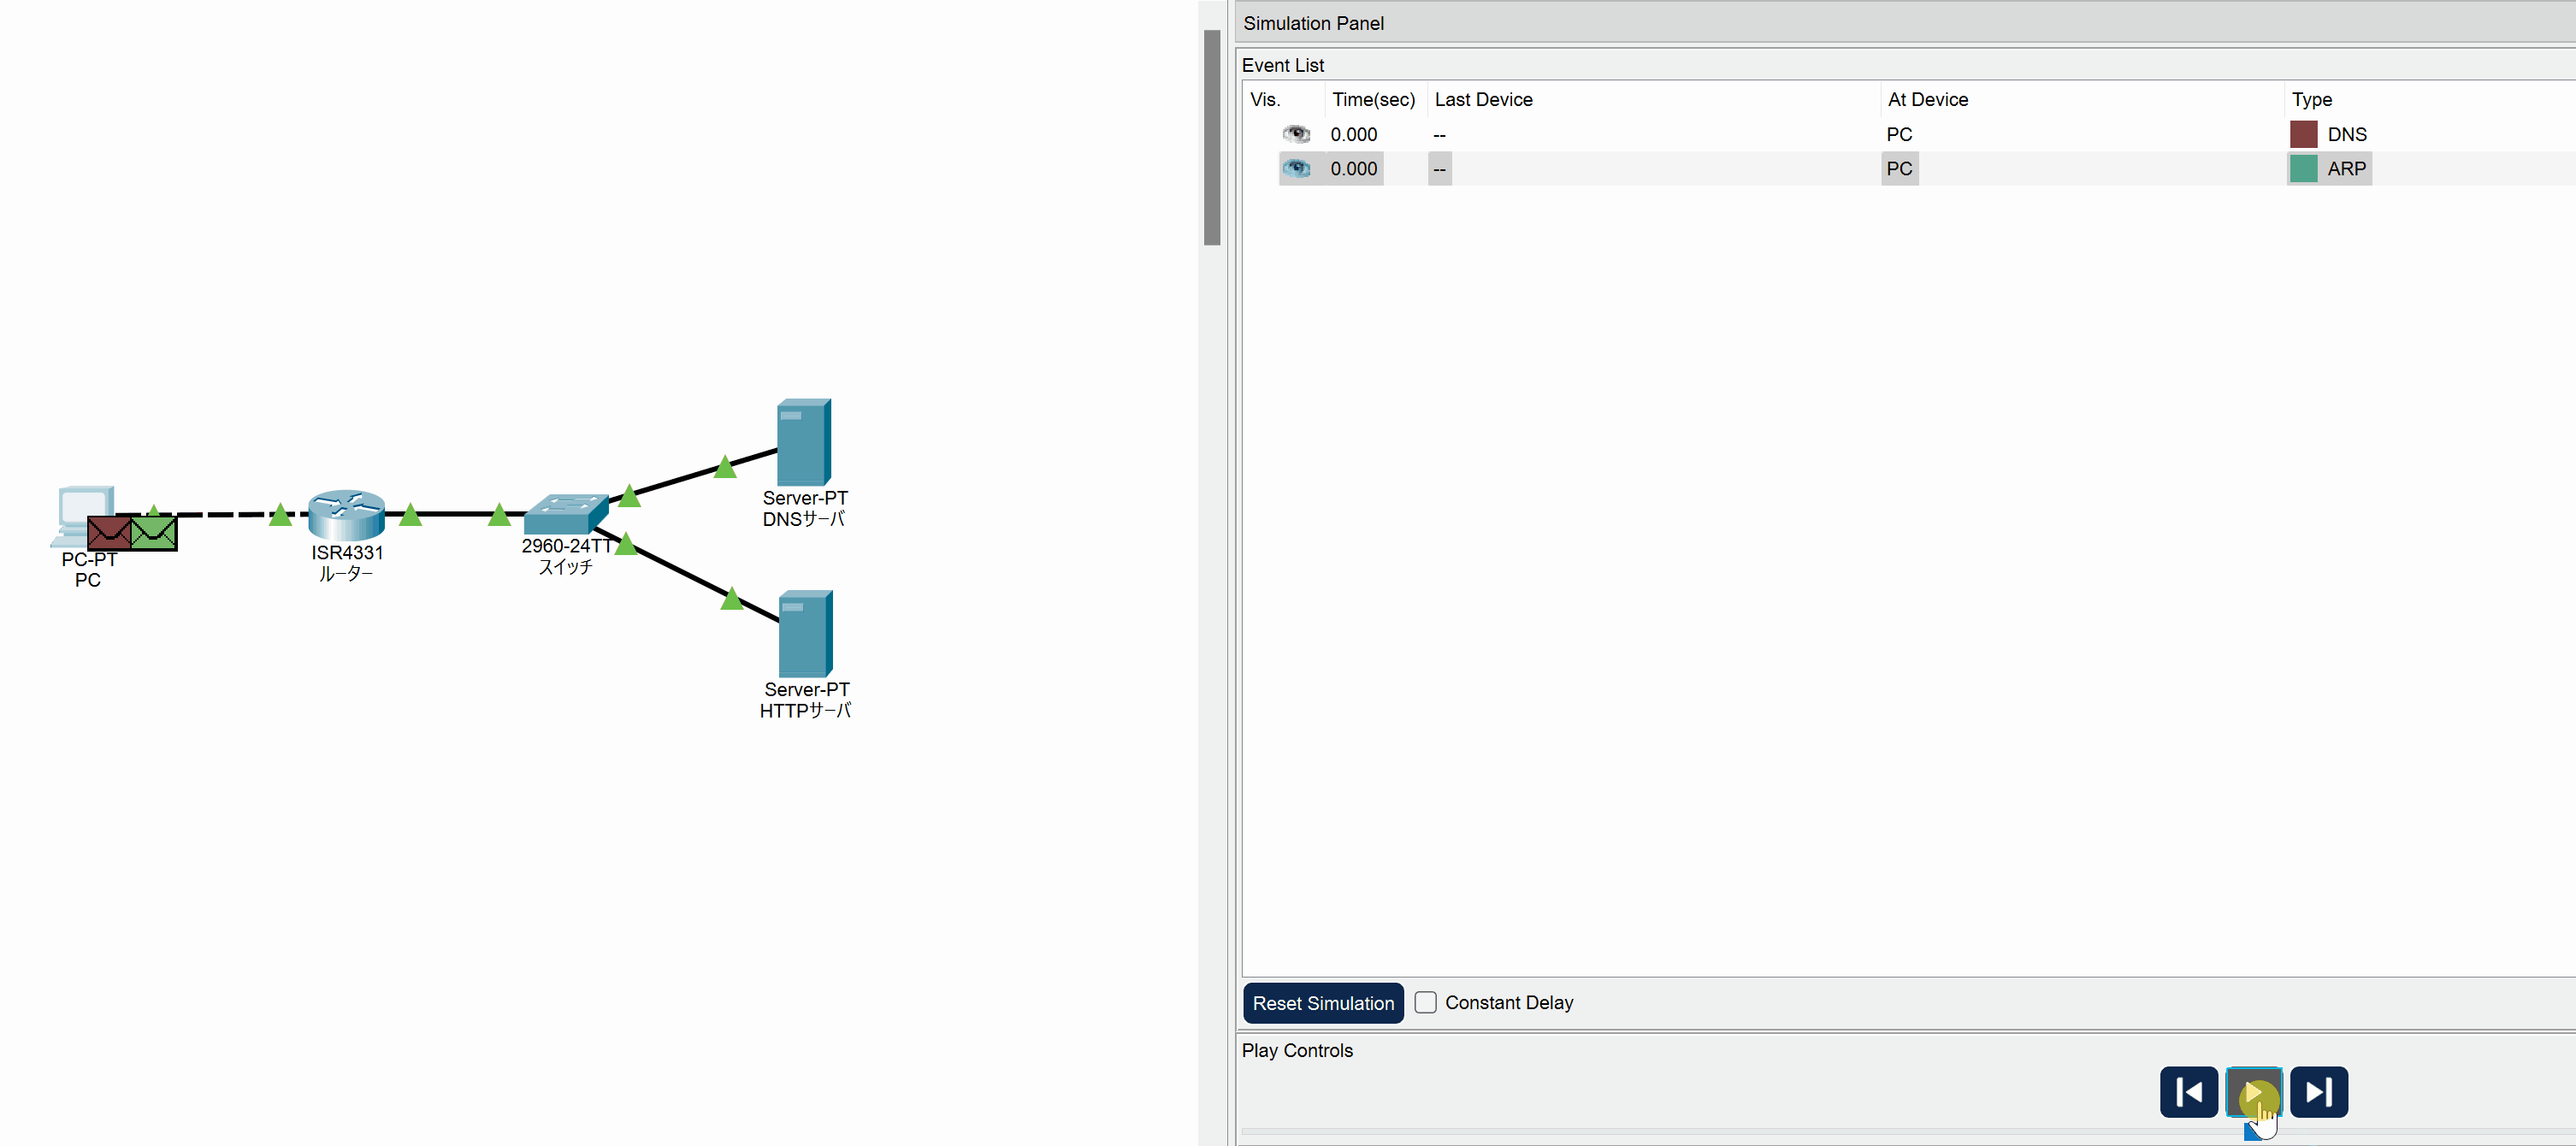 Simulation Panel
Event List
Vis. Time(sec) Last Device At Device Type
0.000 -- PC DNS
0.000 -- PC ARP
Server-PT
DNSサーバ
PC-PT
PC
ISR4331
ルーター
2960-24TT
スイッチ
Server-PT
HTTPサーバ
Reset Simulation Constant Delay
Play Controls